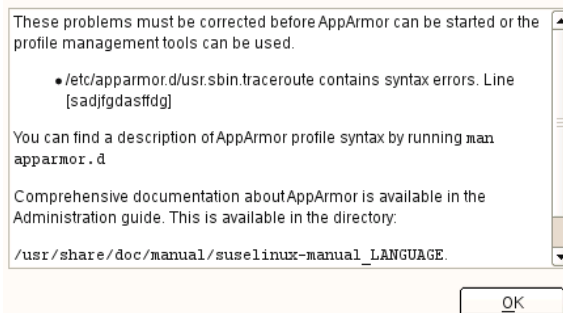 These problems must be corrected before AppArmor can be started or the
profile management tools can be used.
• /etc/apparmor.d/usr.sbin.traceroute contains syntax errors. Line
[sadjfgdasffdg]
You can find a description of AppArmor profile syntax by running man
apparmor.d
Comprehensive documentation about AppArmor is available in the
Administration guide. This is available in the directory:
/usr/share/doc/manual/suselinux-manual_LANGUAGE.
OK